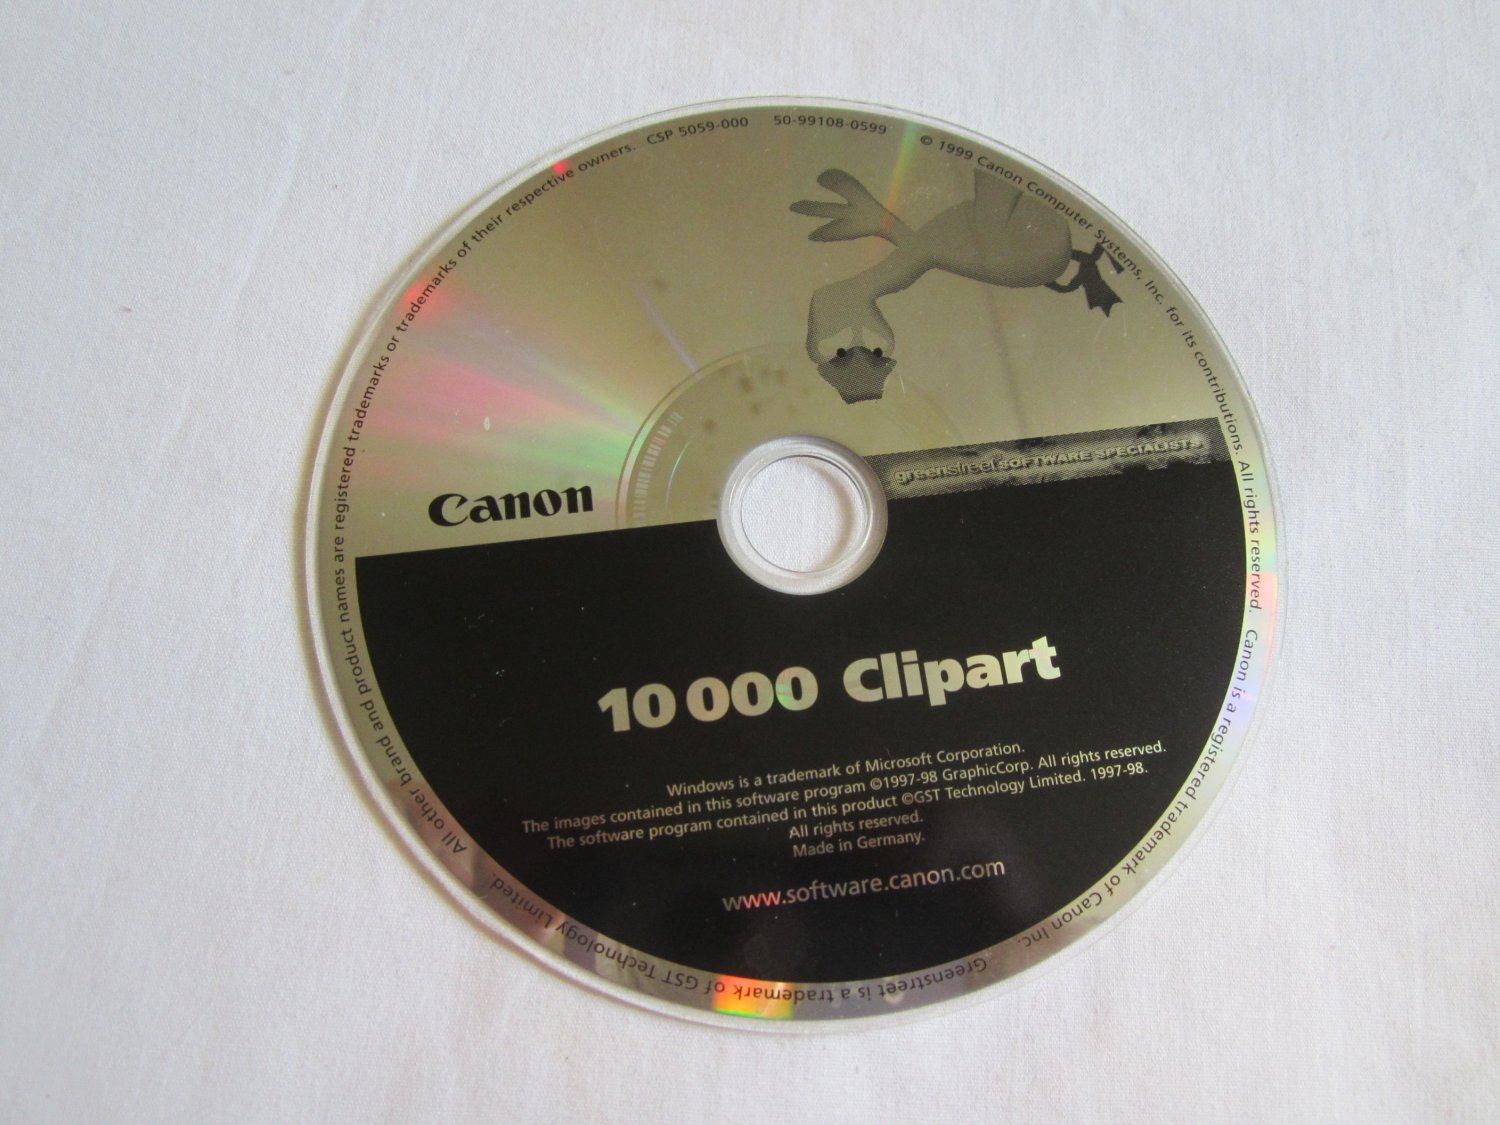 © 1999 Canon Computer Systems, Inc. for its contributions. All rights reserved. Canon is a registered trademark of Canon Inc.
Greenstreet is a trademark of GST Technology Limited.
All other brand and product names are registered trademarks or trademarks of their respective owners. CSP 5059-000 50-99108-0599
greenstreet SOFTWARE SPECIALISTS
Canon
10 000 Clipart
Windows is a trademark of Microsoft Corporation.
The images contained in this software program ©1997-98 GraphicCorp. All rights reserved.
The software program contained in this product ©GST Technology Limited. 1997-98.
All rights reserved.
Made in Germany.
www.software.canon.com